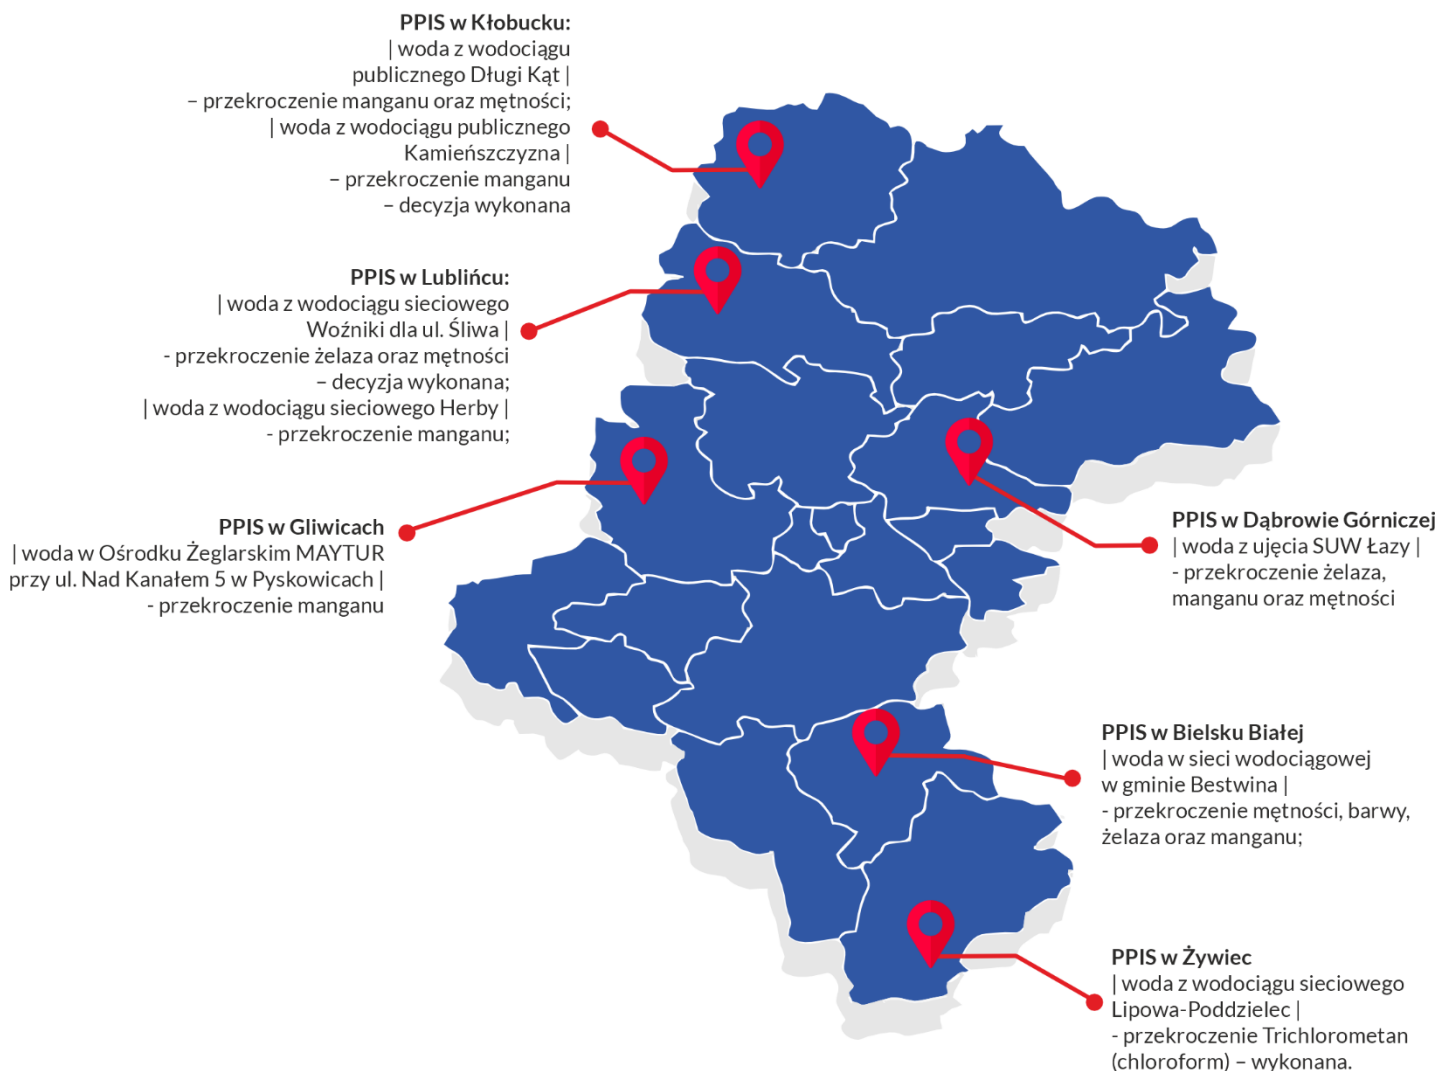 PPIS w Kłobucku:
| woda z wodociągu
publicznego Długi Kąt |
– przekroczenie manganu oraz mętności;
| woda z wodociągu publicznego
Kamieńszczyzna |
– przekroczenie manganu
– decyzja wykonana
PPIS w Lublińcu:
| woda z wodociągu sieciowego
Woźniki dla ul. Śliwa |
- przekroczenie żelaza oraz mętności
– decyzja wykonana;
| woda z wodociągu sieciowego Herby |
- przekroczenie manganu;
PPIS w Gliwicach
| woda w Ośrodku Żeglarskim MAYTUR
przy ul. Nad Kanałem 5 w Pyskowicach |
- przekroczenie manganu
PPIS w Dąbrowie Górniczej
| woda z ujęcia SUW Łazy |
- przekroczenie żelaza,
manganu oraz mętności
PPIS w Bielsku Białej
| woda w sieci wodociągowej
w gminie Bestwina |
- przekroczenie mętności, barwy,
żelaza oraz manganu;
PPIS w Żywiec
| woda z wodociągu sieciowego
Lipowa-Poddzielec |
- przekroczenie Trichlorometan
(chloroform) – wykonana.